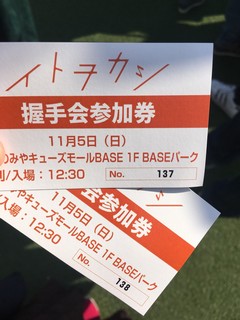 イトヲカシ
握手会参加券
11月5日（日）
のみやキューズモールBASE 1F BASEパーク
/入場：12:30 No. 137
シ
会参加券
11月5日（日）
ューズモールBASE 1F BASEパーク
場：12:30 No. 138